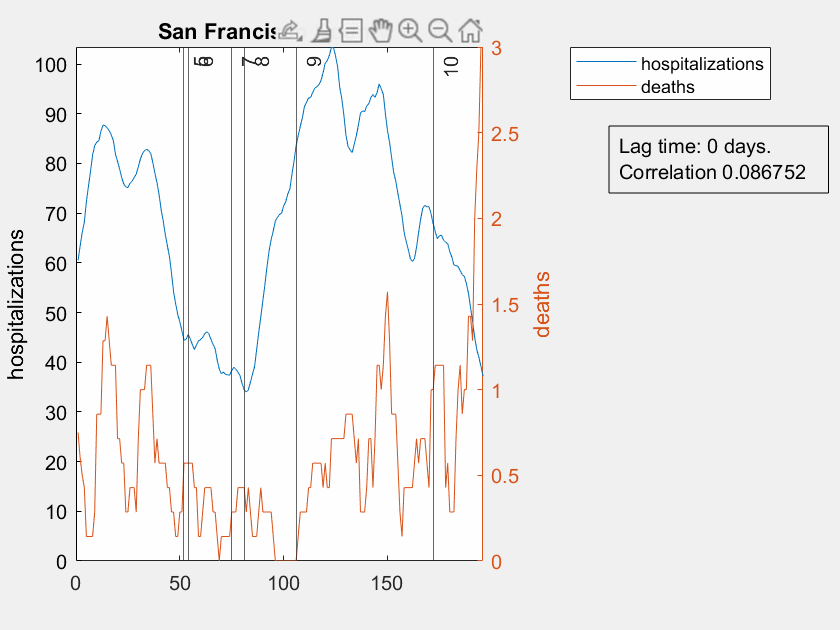 San Francis
hospitalizations
deaths
Lag time: 0 days.
Correlation 0.086752
5 6 7 8 9 10
100
90
80
70
60
50
40
30
20
10
0
hospitalizations
3
2.5
2
1.5
1
0.5
0
deaths
0 50 100 150